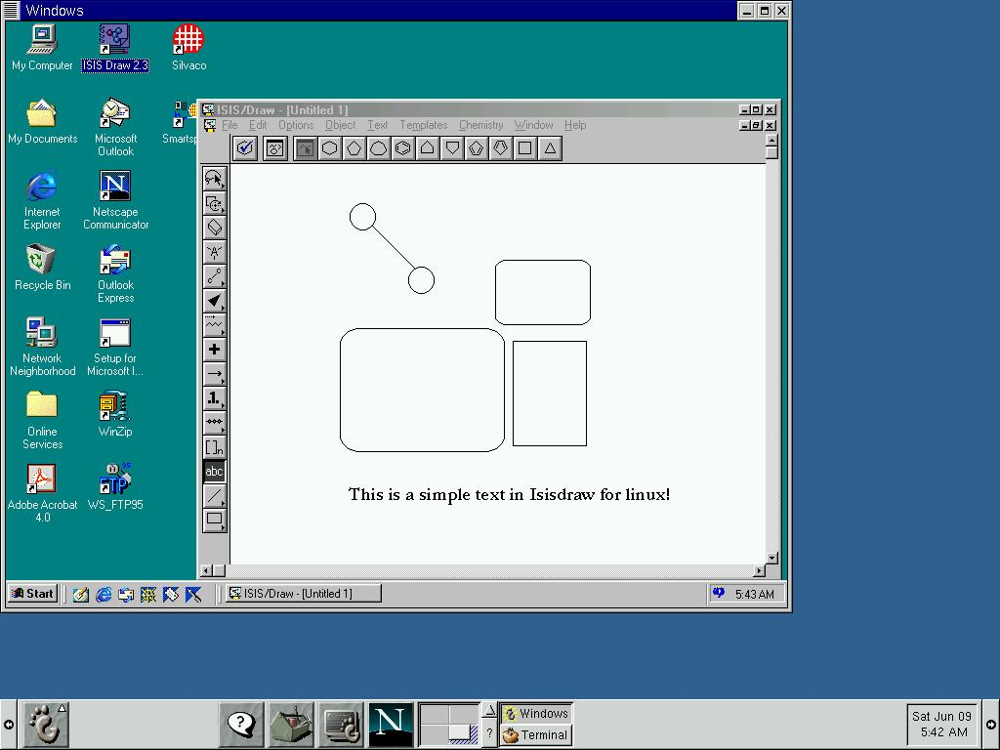 Windows
My Computer
ISIS Draw 2.3
Silvaco
My Documents
Microsoft
Outlook
Internet
Explorer
Netscape
Communicator
Recycle Bin
Outlook
Express
Network
Neighborhood
Setup for
Microsoft I...
Online
Services
WinZip
Adobe Acrobat
4.0
WS_FTP95
ISIS/Draw - [Untitled 1]
File Edit Options Object Text Templates Chemistry Window Help
.1.
[ ]n
abc
This is a simple text in Isisdraw for linux!
Start
ISIS/Draw - [Untitled 1]
5:43 AM
?
N
?
Windows
Terminal
Sat Jun 09
5:42 AM